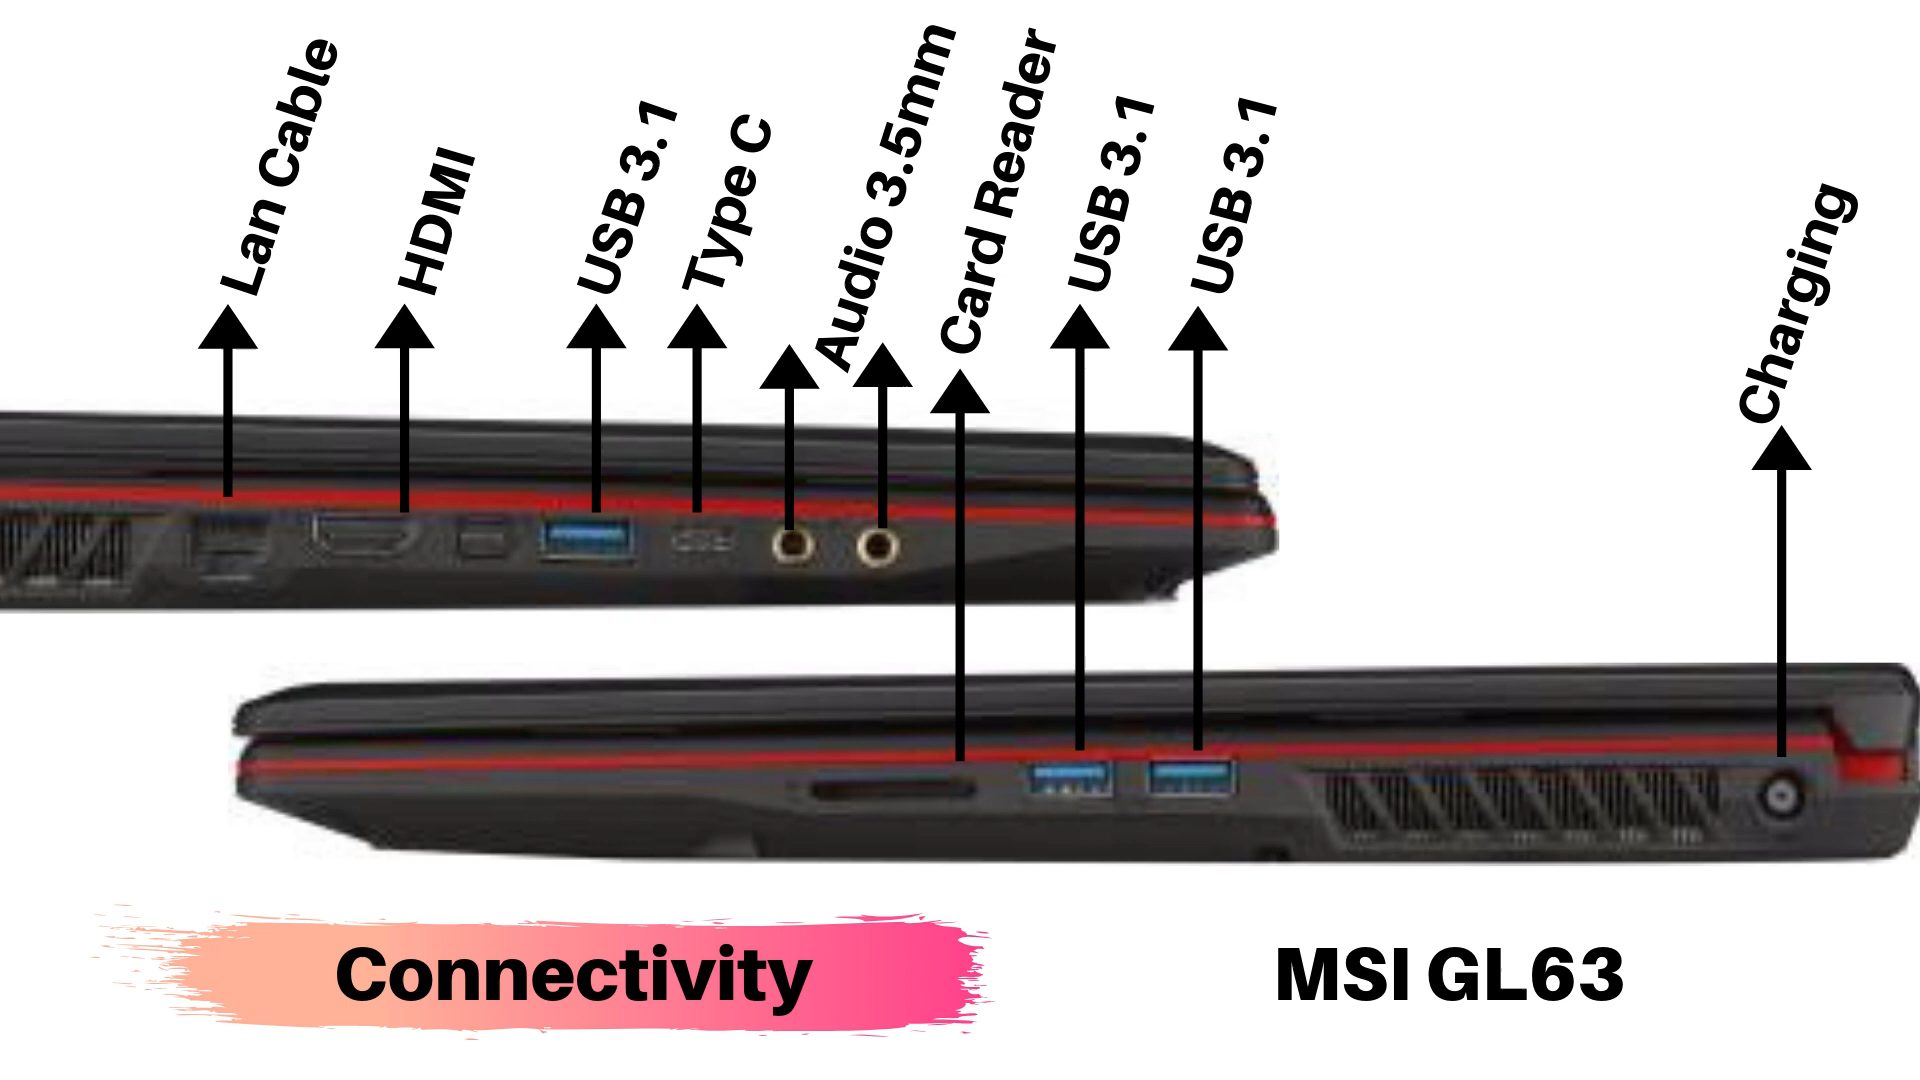 Lan Cable
HDMI
USB 3.1
Type C
Audio 3.5mm
Card Reader
USB 3.1
USB 3.1
Charging
Connectivity
MSI GL63